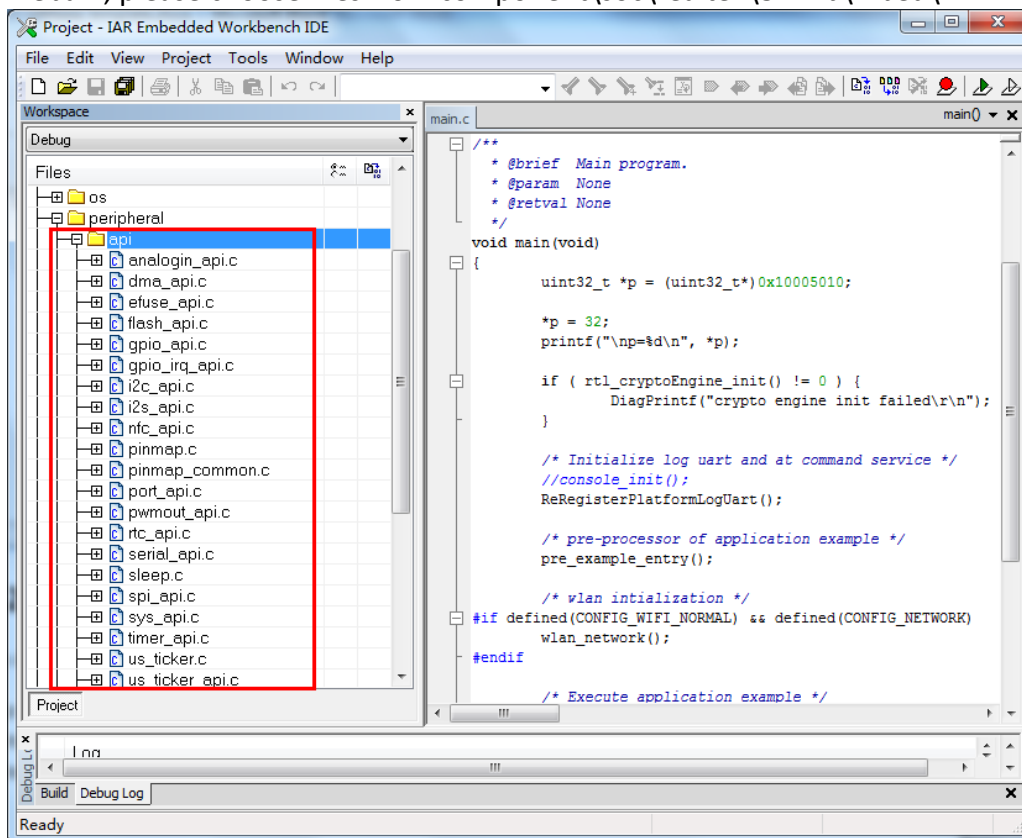 Project - IAR Embedded Workbench IDE
File Edit View Project Tools Window Help
Workspace
Debug
Files
os
peripheral
api
analogin_api.c
dma_api.c
efuse_api.c
flash_api.c
gpio_api.c
gpio_irq_api.c
i2c_api.c
i2s_api.c
nfc_api.c
pinmap.c
pinmap_common.c
port_api.c
pwmout_api.c
rtc_api.c
serial_api.c
sleep.c
spi_api.c
sys_api.c
timer_api.c
us_ticker.c
us_ticker_api.c
Project
main.c
main()
/**
* @brief Main program.
* @param None
* @retval None
*/
void main(void)
{
uint32_t *p = (uint32_t*)0x10005010;
*p = 32;
printf("\np=%d\n", *p);
if ( rtl_cryptoEngine_init() != 0 ) {
DiagPrintf("crypto engine init failed\r\n");
}
/* Initialize log uart and at command service */
//console_init();
ReRegisterPlatformLogUart();
/* pre-processor of application example */
pre_example_entry();
/* wlan intialization */
#if defined(CONFIG_WIFI_NORMAL) && defined(CONFIG_NETWORK)
wlan_network();
#endif
/* Execute application example */
Log
Build Debug Log
Ready